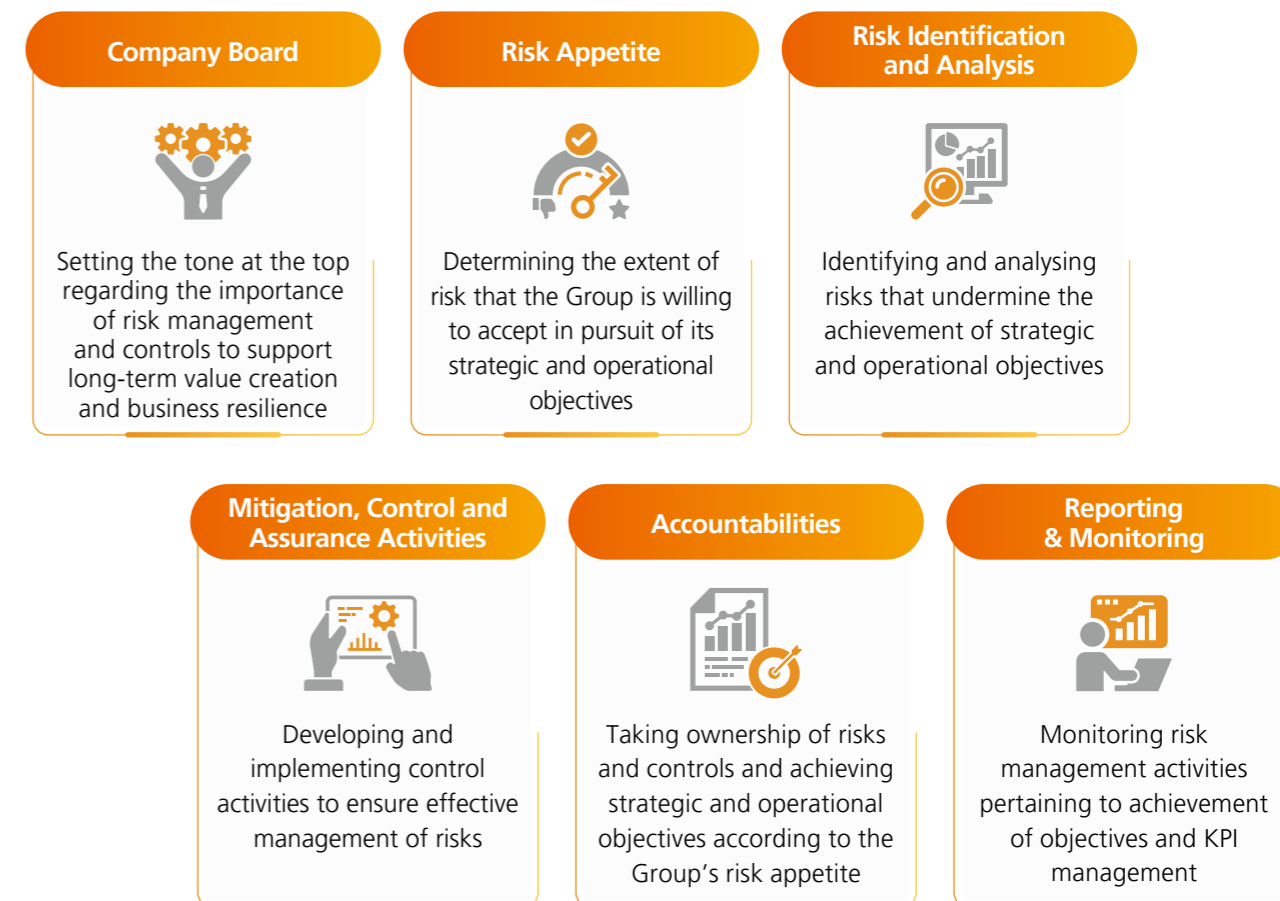 Company Board
Setting the tone at the top
regarding the importance
of risk management
and controls to support
long-term value creation
and business resilience
Risk Appetite
Determining the extent of
risk that the Group is willing
to accept in pursuit of its
strategic and operational
objectives
Risk Identification
and Analysis
Identifying and analysing
risks that undermine the
achievement of strategic
and operational objectives
Mitigation, Control and
Assurance Activities
Developing and
implementing control
activities to ensure effective
management of risks
Accountabilities
Taking ownership of risks
and controls and achieving
strategic and operational
objectives according to the
Group’s risk appetite
Reporting
& Monitoring
Monitoring risk
management activities
pertaining to achievement
of objectives and KPI
management